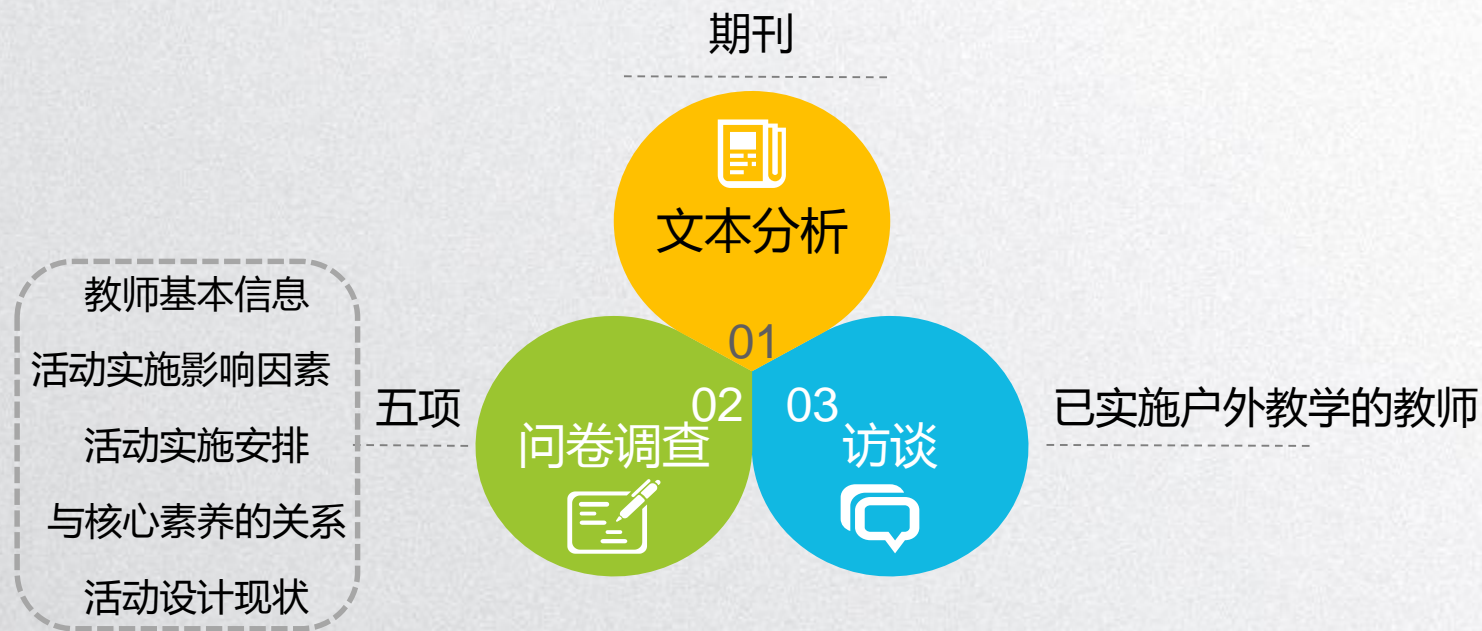 期刊
文本分析
01
教师基本信息
活动实施影响因素
活动实施安排
与核心素养的关系
活动设计现状
五项
02
问卷调查
03
访谈
已实施户外教学的教师